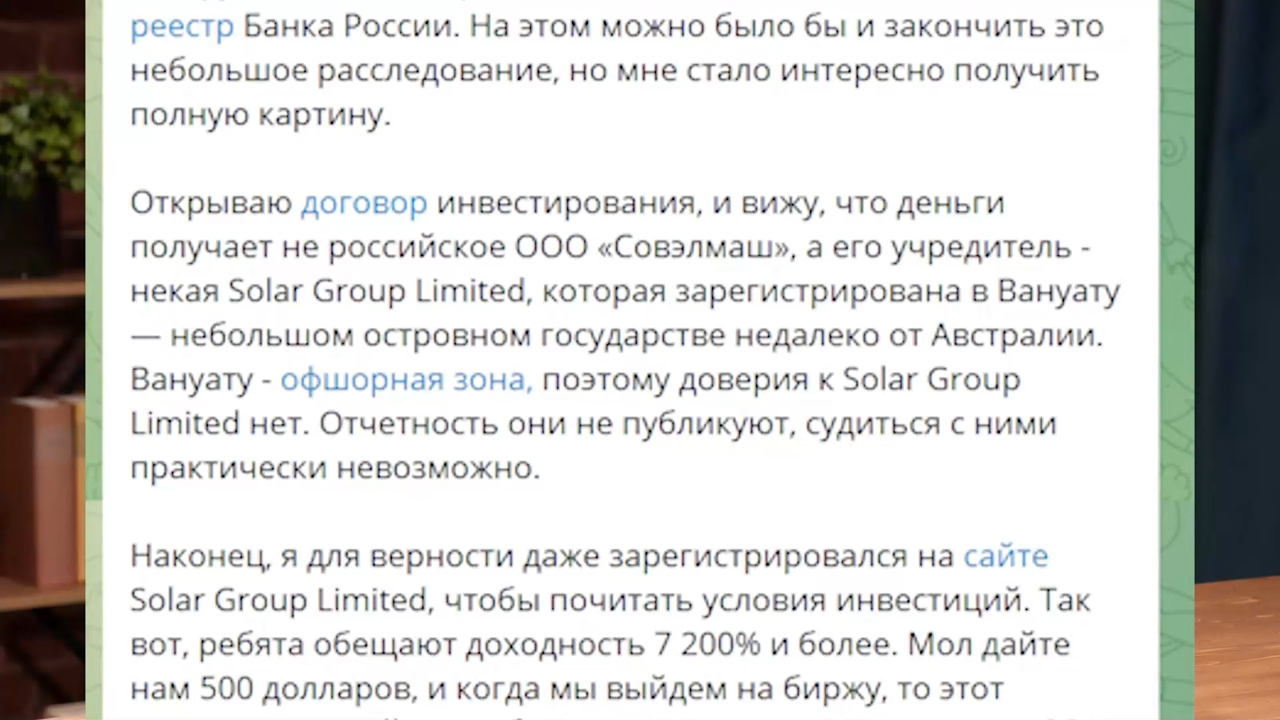 реестр Банка России. На этом можно было бы и закончить это
небольшое расследование, но мне стало интересно получить
полную картину.
Открываю договор инвестирования, и вижу, что деньги
получает не российское ООО «Совэлмаш», а его учредитель -
некая Solar Group Limited, которая зарегистрирована в Вануату
— небольшом островном государстве недалеко от Австралии.
Вануату - офшорная зона, поэтому доверия к Solar Group
Limited нет. Отчетность они не публикуют, судиться с ними
практически невозможно.
Наконец, я для верности даже зарегистрировался на сайте
Solar Group Limited, чтобы почитать условия инвестиций. Так
вот, ребята обещают доходность 7 200% и более. Мол дайте
нам 500 долларов, и когда мы выйдем на биржу, то этот